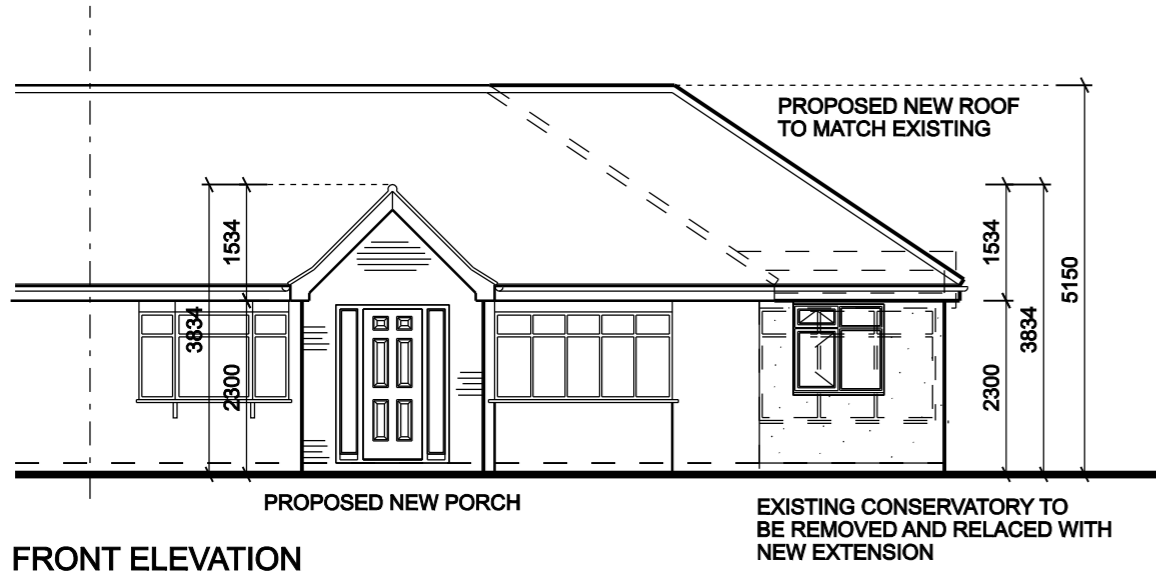 PROPOSED NEW ROOF
TO MATCH EXISTING
1534
3834
2300
1534
3834
2300
5150
PROPOSED NEW PORCH
EXISTING CONSERVATORY TO
BE REMOVED AND RELACED WITH
NEW EXTENSION
FRONT ELEVATION